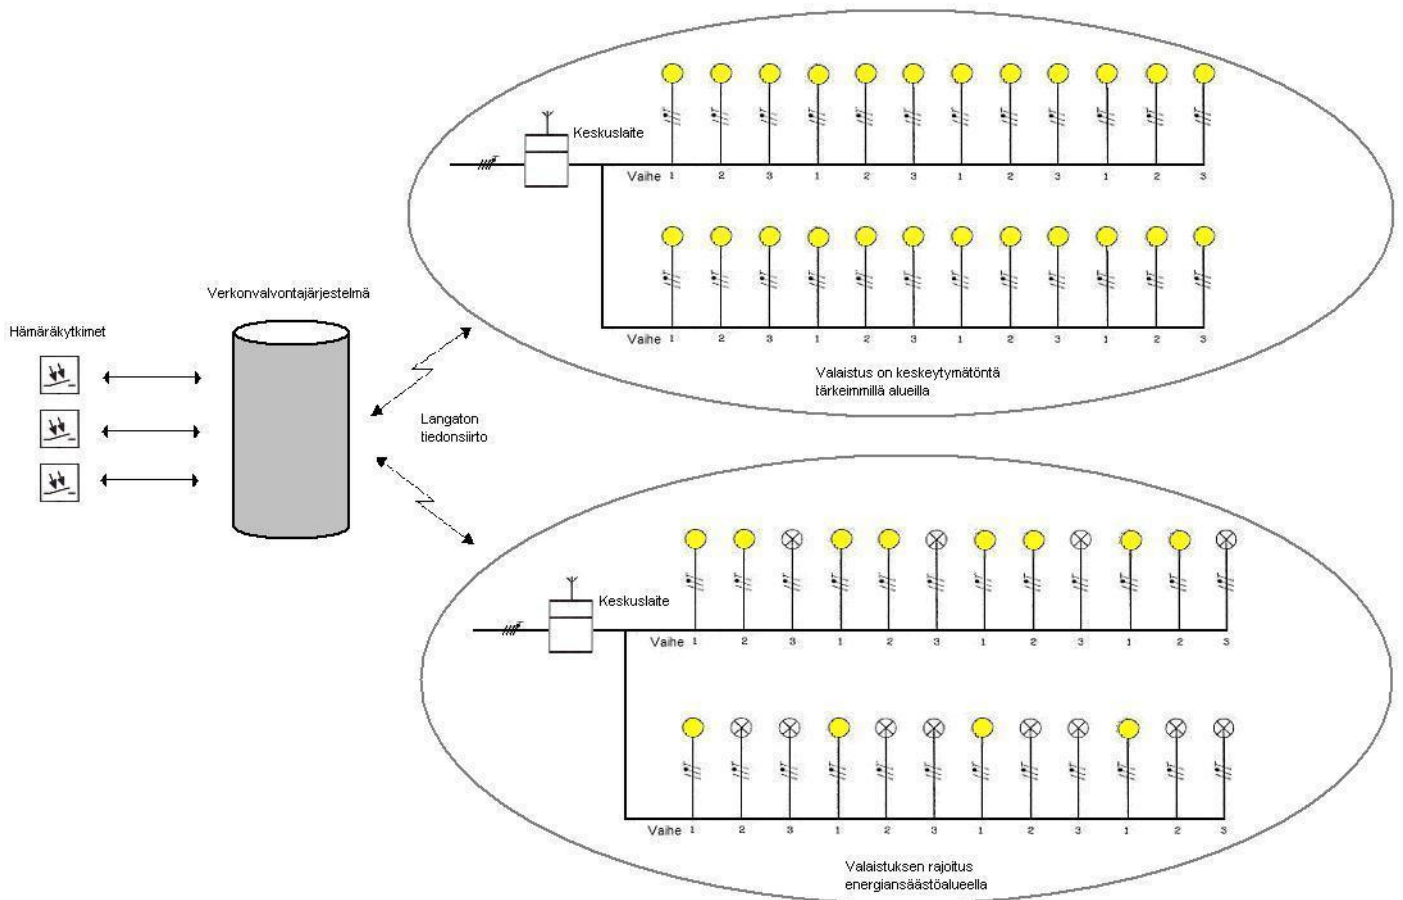 Keskuslaite
Vaihe 1 2 3 1 2 3 1 2 3 1 2 3
Vaihe 1 2 3 1 2 3 1 2 3 1 2 3
Valaistus on keskeytymätöntä
tärkeimmillä alueilla
Verkonvalvontajärjestelmä
Hämäräkytkimet
Langaton
tiedonsiirto
Keskuslaite
Vaihe 1 2 3 1 2 3 1 2 3 1 2 3
Vaihe 1 2 3 1 2 3 1 2 3 1 2 3
Valaistuksen rajoitus
energiansäästöalueella